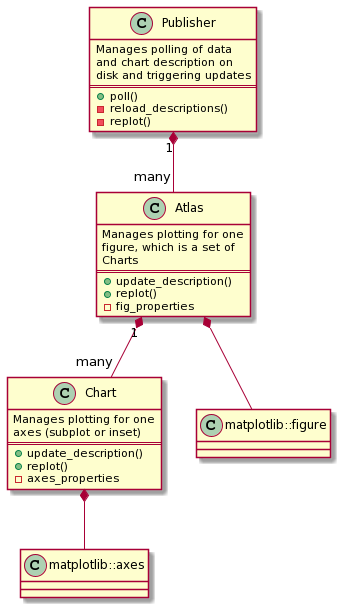 C Publisher
Manages polling of data
and chart description on
disk and triggering updates
poll()
reload_descriptions()
replot()
1
many
C Atlas
Manages plotting for one
figure, which is a set of
Charts
update_description()
replot()
fig_properties
1
many
C Chart
Manages plotting for one
axes (subplot or inset)
update_description()
replot()
axes_properties
C matplotlib::figure
C matplotlib::axes